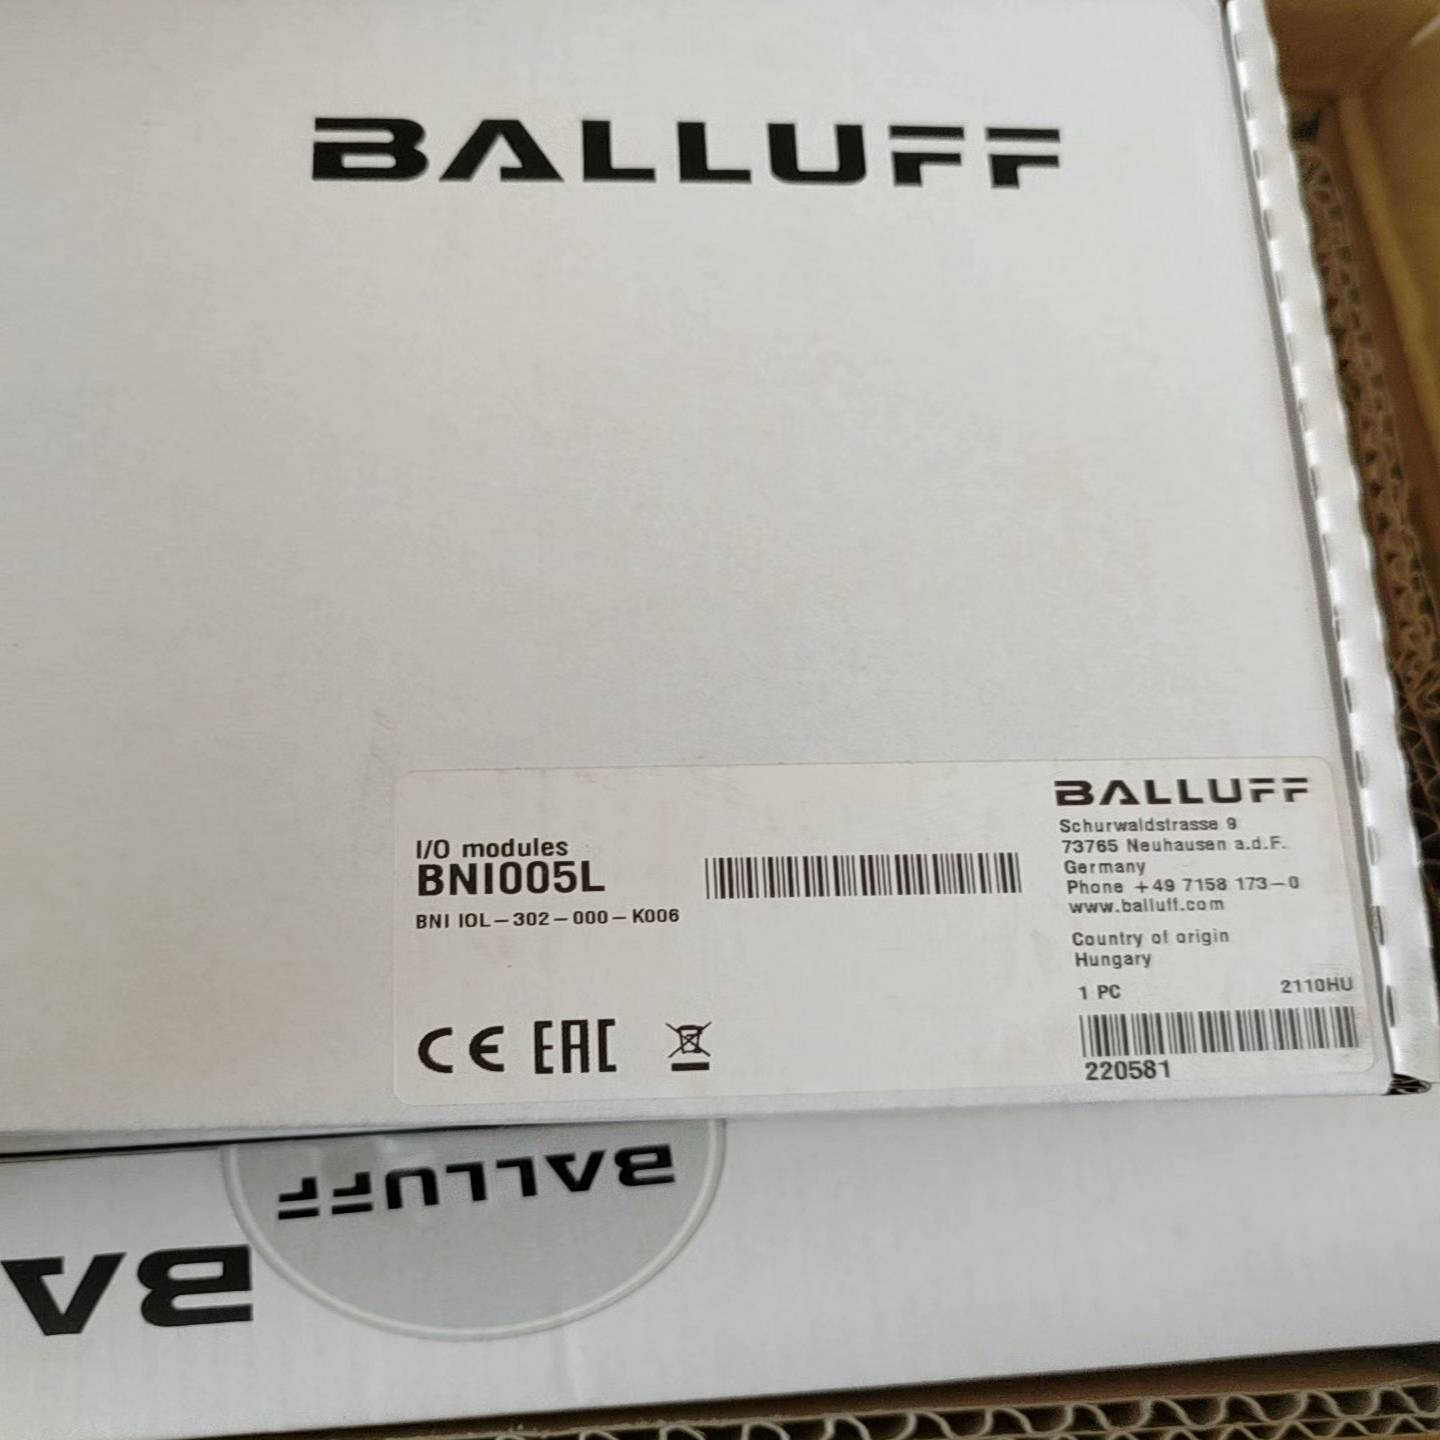 BALLUFF
BALLUFF
I/O modules
BNI005L
BNI IOL-302-000-K006
Schurwaldstrasse 9
73765 Neuhausen a.d.F.
Germany
Phone +49 7158 173-0
www.balluff.com
Country of origin
Hungary
1 PC 2110HU
220581
CE EAC
BALLUFF
BA